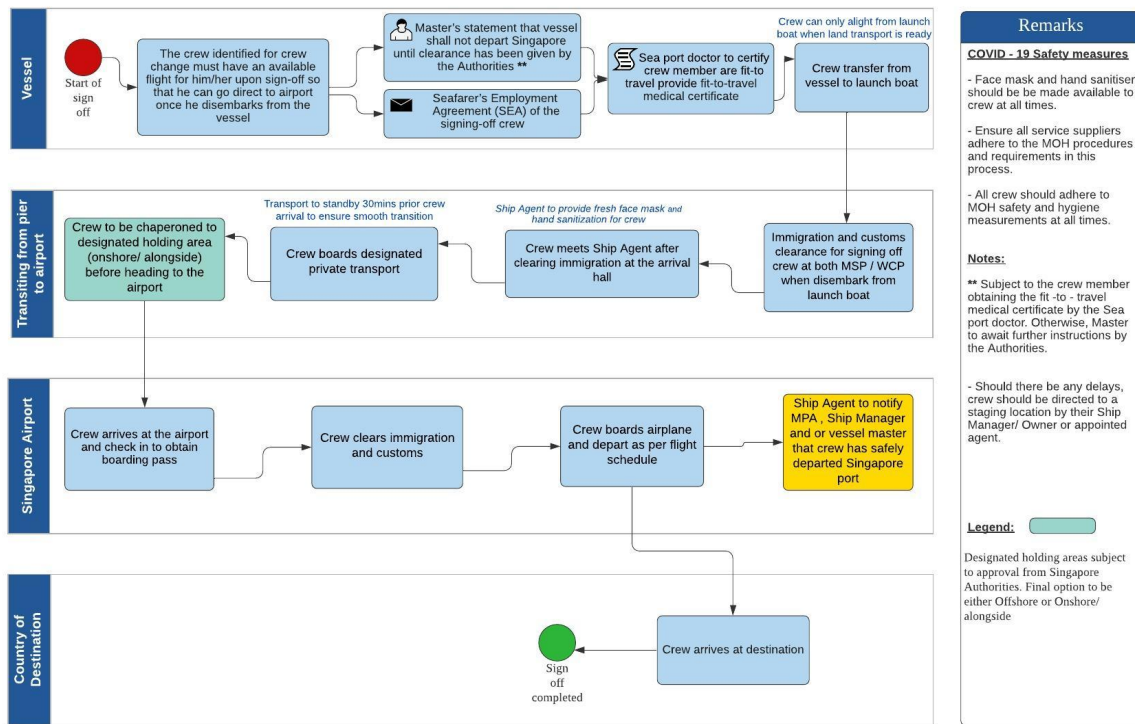 Vessel
Start of
sign
off
The crew identified for crew
change must have an available
flight for him/her upon sign-off so
that he can go direct to airport
once he disembarks from the
vessel
Master's statement that vessel
shall not depart Singapore
until clearance has been given by
the Authorities **
Seafarer's Employment
Agreement (SEA) of the
signing-off crew
Sea port doctor to certify
crew member are fit-to
travel provide fit-to-travel
medical certificate
Crew can only alight from launch
boat when land transport is ready
Crew transfer from
vessel to launch boat
Transiting from pier
to airport
Crew to be chaperoned to
designated holding area
(onshore/ alongside)
before heading to the
airport
Transport to standby 30mins prior crew
arrival to ensure smooth transition
Crew boards designated
private transport
Ship Agent to provide fresh face mask and
hand sanitization for crew
Crew meets Ship Agent after
clearing immigration at the arrival
hall
Immigration and customs
clearance for signing off
crew at both MSP / WCP
when disembark from
launch boat
Singapore Airport
Crew arrives at the airport
and check in to obtain
boarding pass
Crew clears immigration
and customs
Crew boards airplane
and depart as per flight
schedule
Ship Agent to notify
MPA , Ship Manager
and or vessel master
that crew has safely
departed Singapore
port
Country of
Destination
Sign
off
completed
Crew arrives at destination
Remarks
COVID - 19 Safety measures
- Face mask and hand sanitiser
should be be made available to
crew at all times.
- Ensure all service suppliers
adhere to the MOH procedures
and requirements in this
process.
- All crew should adhere to
MOH safety and hygiene
measurements at all times.
Notes:
** Subject to the crew member
obtaining the fit -to - travel
medical certificate by the Sea
port doctor. Otherwise, Master
to await further instructions by
the Authorities.
- Should there be any delays,
crew should be directed to a
staging location by their Ship
Manager/ Owner or appointed
agent.
Legend:
Designated holding areas subject
to approval from Singapore
Authorities. Final option to be
either Offshore or Onshore/
alongside